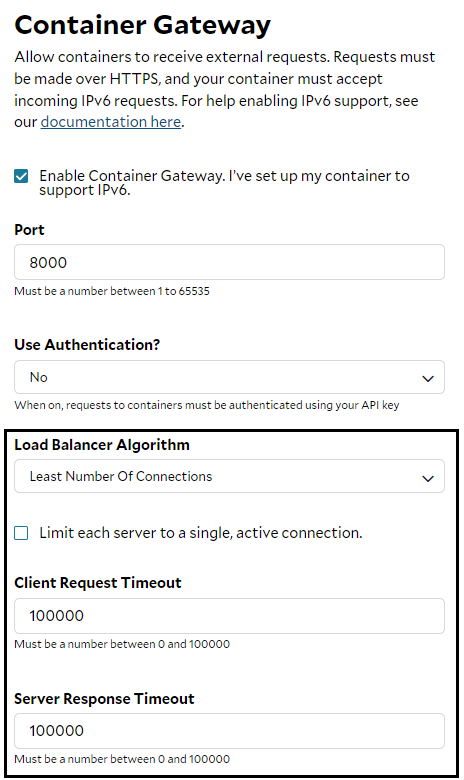 Container Gateway
Allow containers to receive external requests. Requests must
be made over HTTPS, and your container must accept
incoming IPv6 requests. For help enabling IPv6 support, see
our documentation here.
Enable Container Gateway. I've set up my container to
support IPv6.
Port
8000
Must be a number between 1 to 65535
Use Authentication?
No
When on, requests to containers must be authenticated using your API key
Load Balancer Algorithm
Least Number Of Connections
Limit each server to a single, active connection.
Client Request Timeout
100000
Must be a number between 0 and 100000
Server Response Timeout
100000
Must be a number between 0 and 100000